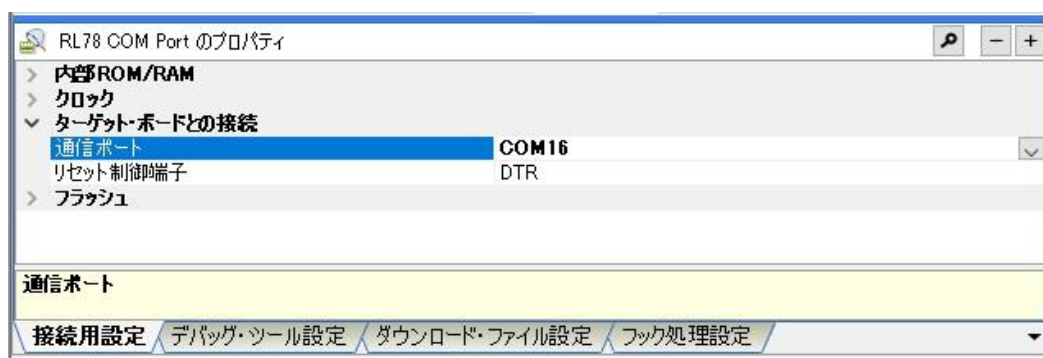 RL78 COM Port のプロパティ
内部ROM/RAM
クロック
ターゲット・ボードとの接続
通信ポート COM16
リセット制御端子 DTR
フラッシュ
通信ポート
接続用設定 デバッグ・ツール設定 ダウンロード・ファイル設定 フック処理設定